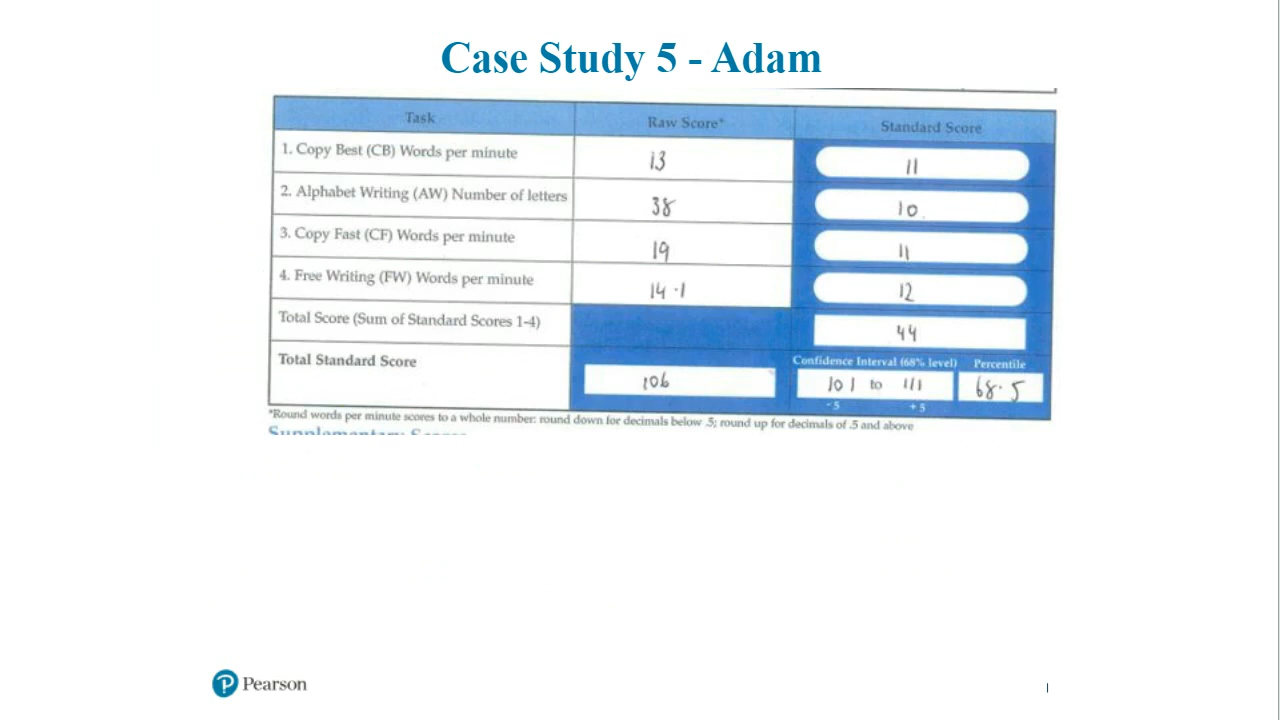 Case Study 5 - Adam
Task Raw Score* Standard Score
1. Copy Best (CB) Words per minute 13 11
2. Alphabet Writing (AW) Number of letters 38 10
3. Copy Fast (CF) Words per minute 19 11
4. Free Writing (FW) Words per minute 14.1 12
Total Score (Sum of Standard Scores 1-4) 44
Total Standard Score Confidence Interval (68% level) Percentile
106 101 to 111 68.5
-5 +5
*Round words per minute scores to a whole number: round down for decimals below .5; round up for decimals of .5 and above
Supplementary Scores
Pearson